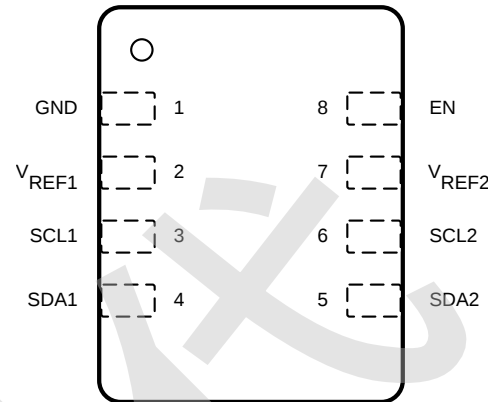 GND 1 8 EN
VREF1 2 7 VREF2
SCL1 3 6 SCL2
SDA1 4 5 SDA2